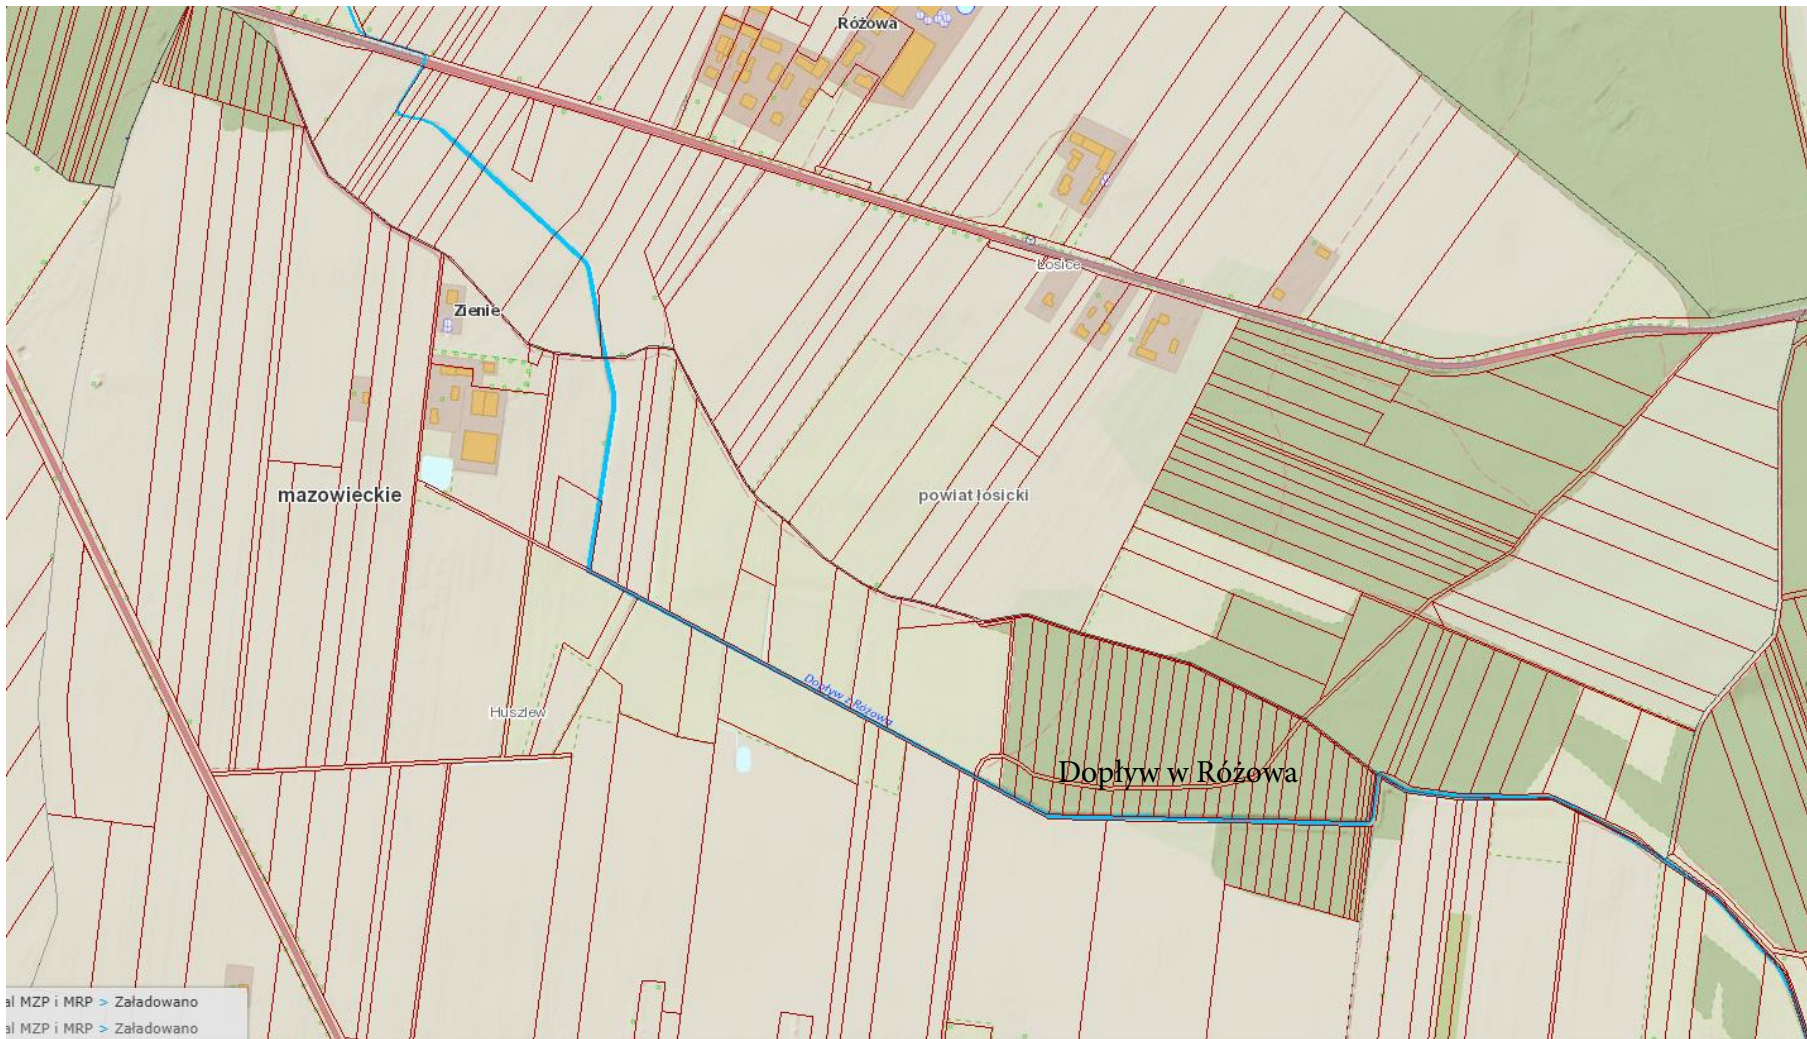 Różowa
Łosice
Zienie
mazowieckie
powiat łosicki
Dopływ z Różowa
Huszlew
Dopływ w Różowa
al MZP i MRP > Załadowano
al MZP i MRP > Załadowano